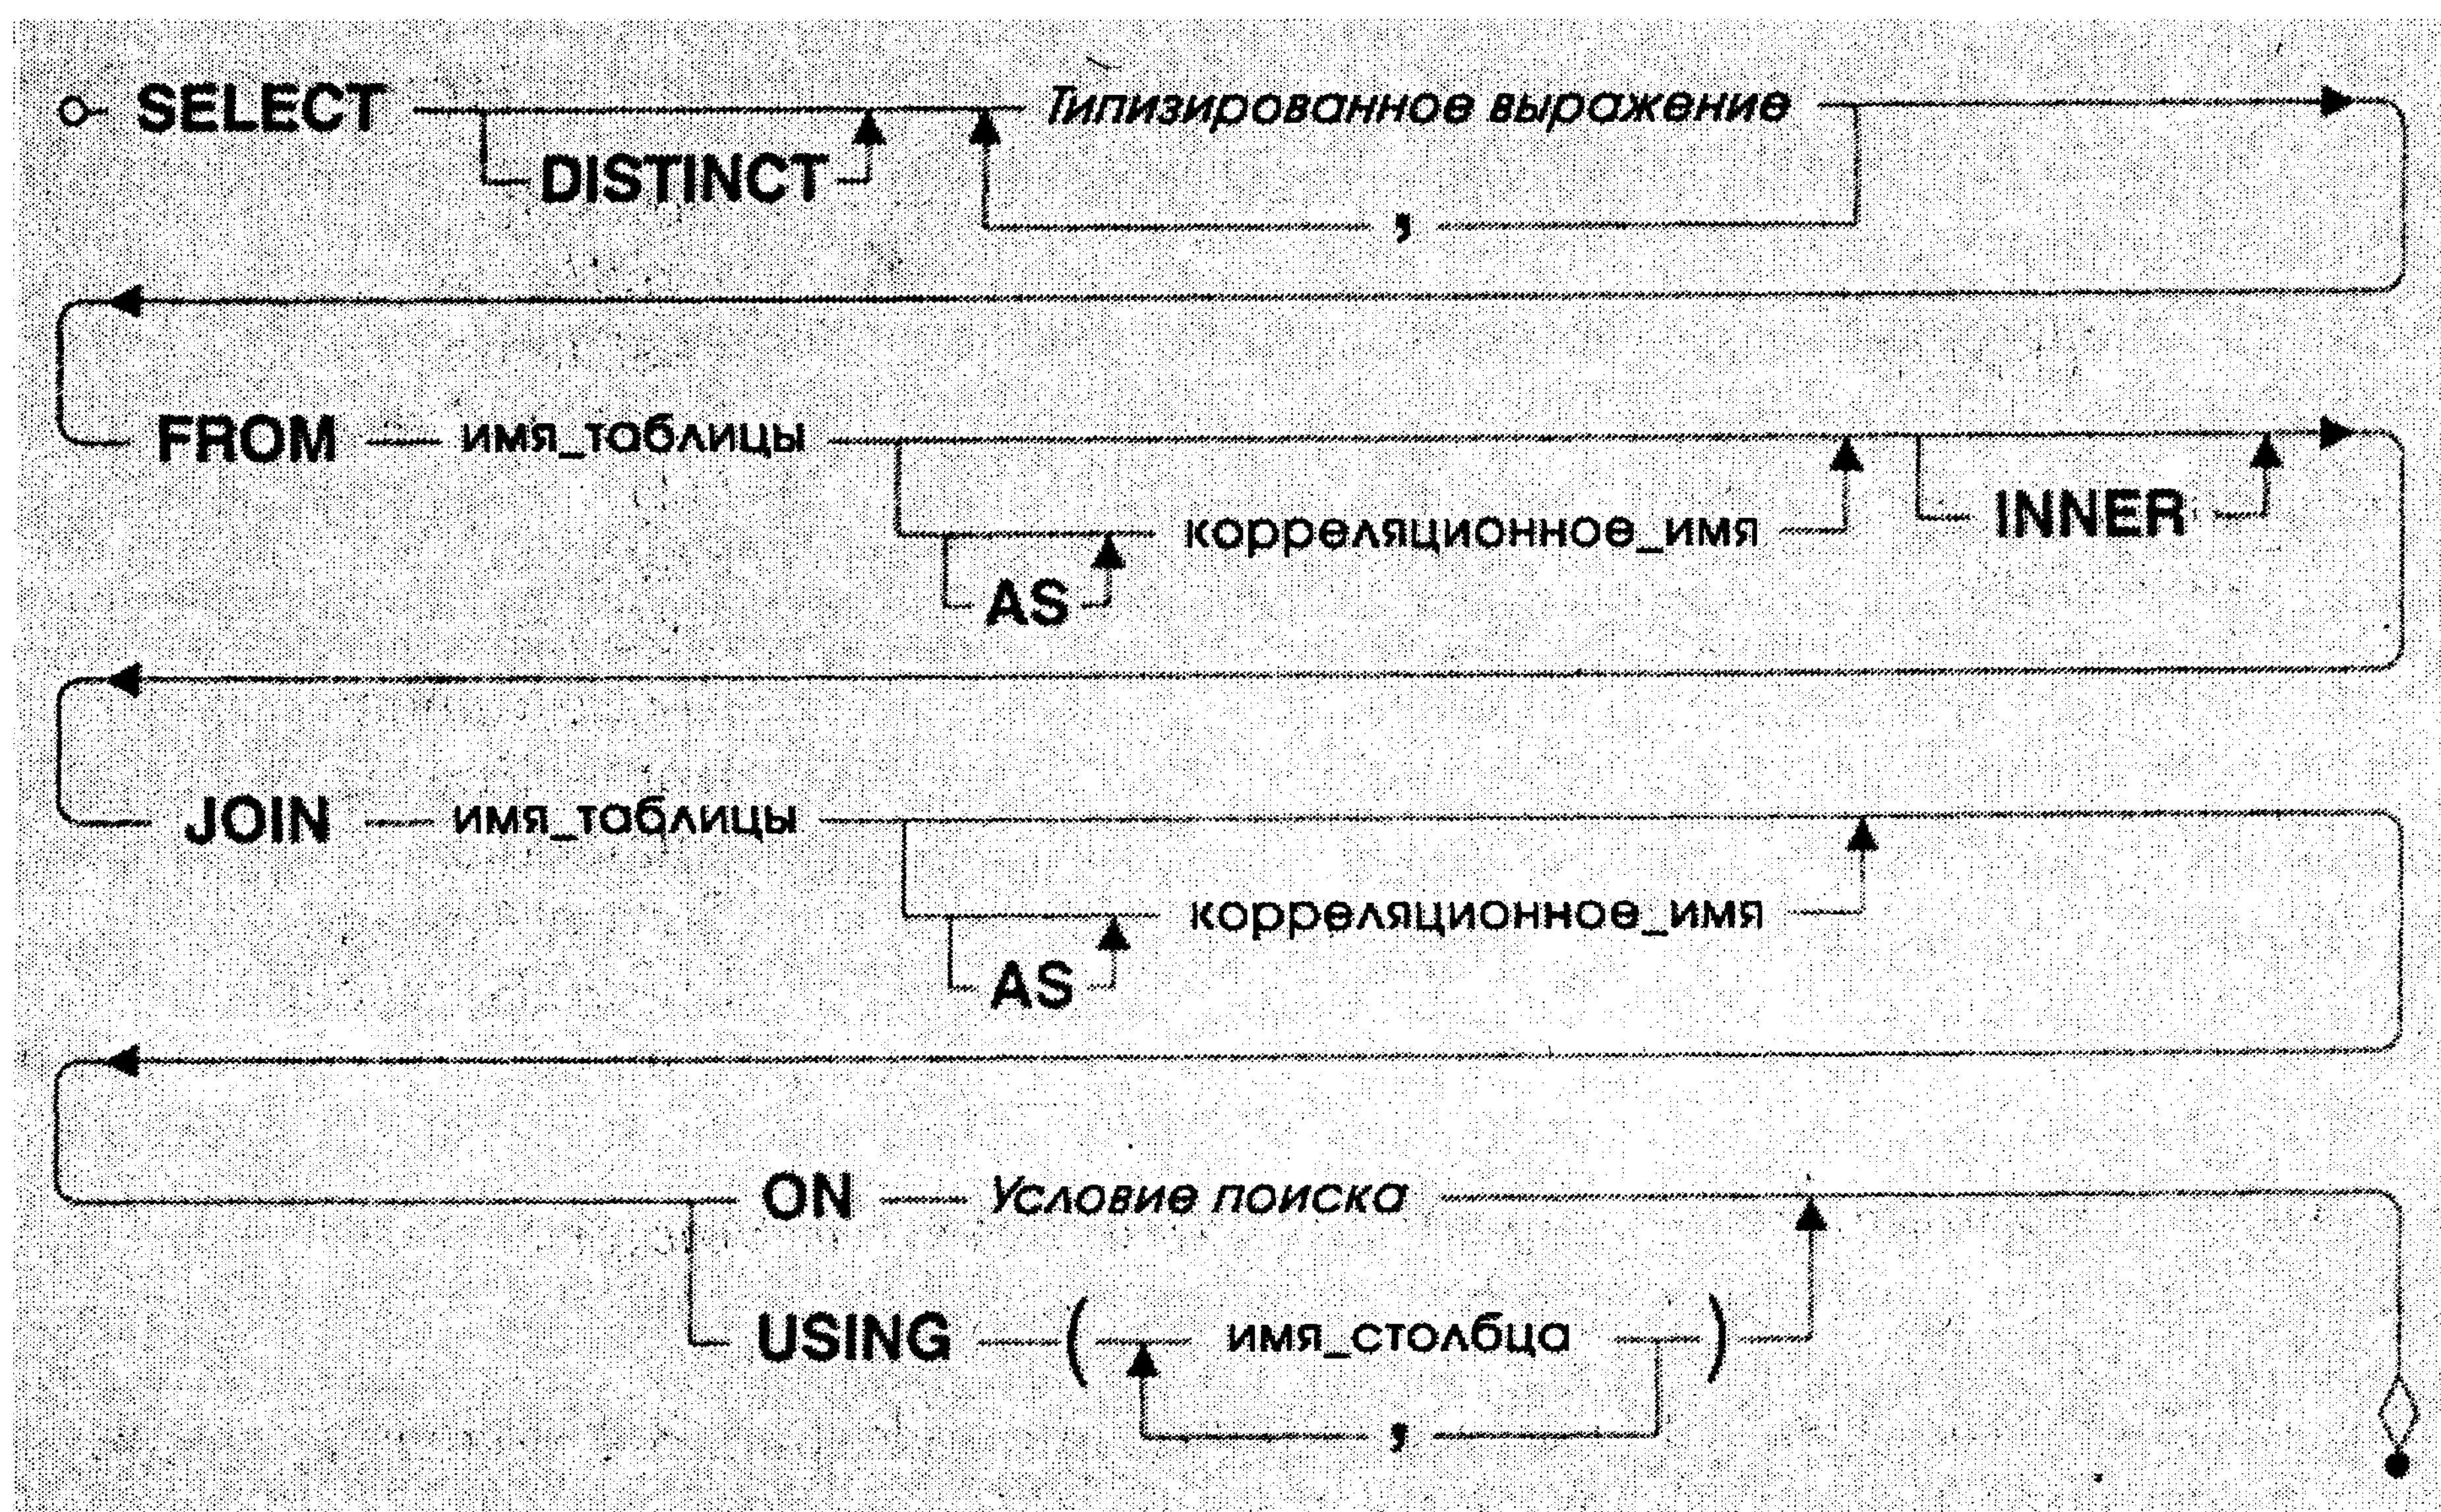 SELECT Типизированное выражение
DISTINCT
,
FROM имя_таблицы
корреляционное_имя INNER
AS
JOIN имя_таблицы
корреляционное_имя
AS
ON Условие поиска
USING ( имя_столбца )
,